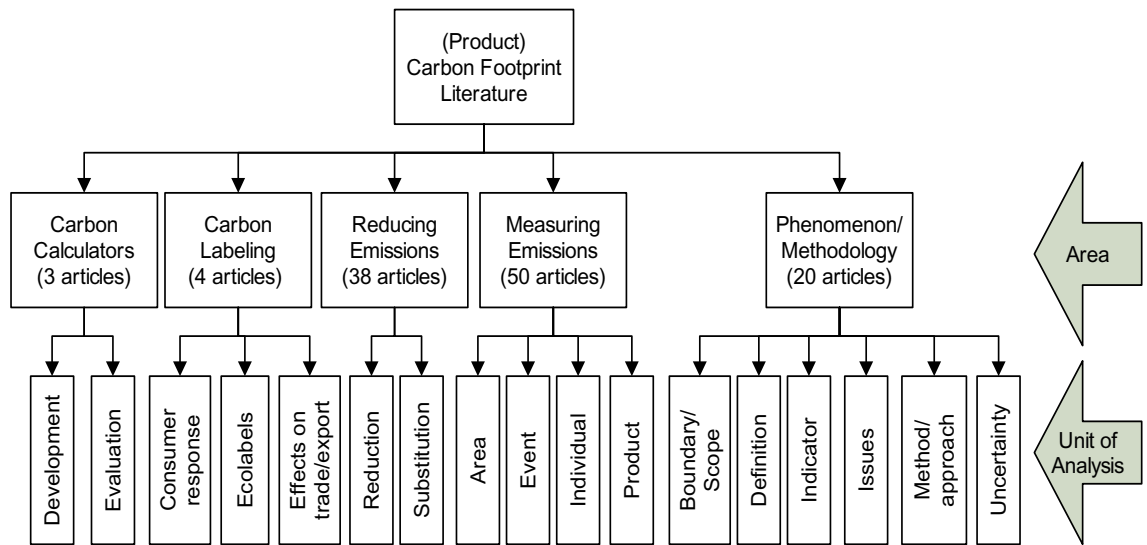 (Product)
Carbon Footprint
Literature
Carbon
Calculators
(3 articles)
Carbon
Labeling
(4 articles)
Reducing
Emissions
(38 articles)
Measuring
Emissions
(50 articles)
Phenomenon/
Methodology
(20 articles)
Area
Development
Evaluation
Consumer
response
Ecolabels
Effects on
trade/export
Reduction
Substitution
Area
Event
Individual
Product
Boundary/
Scope
Definition
Indicator
Issues
Method/
approach
Uncertainty
Unit of
Analysis